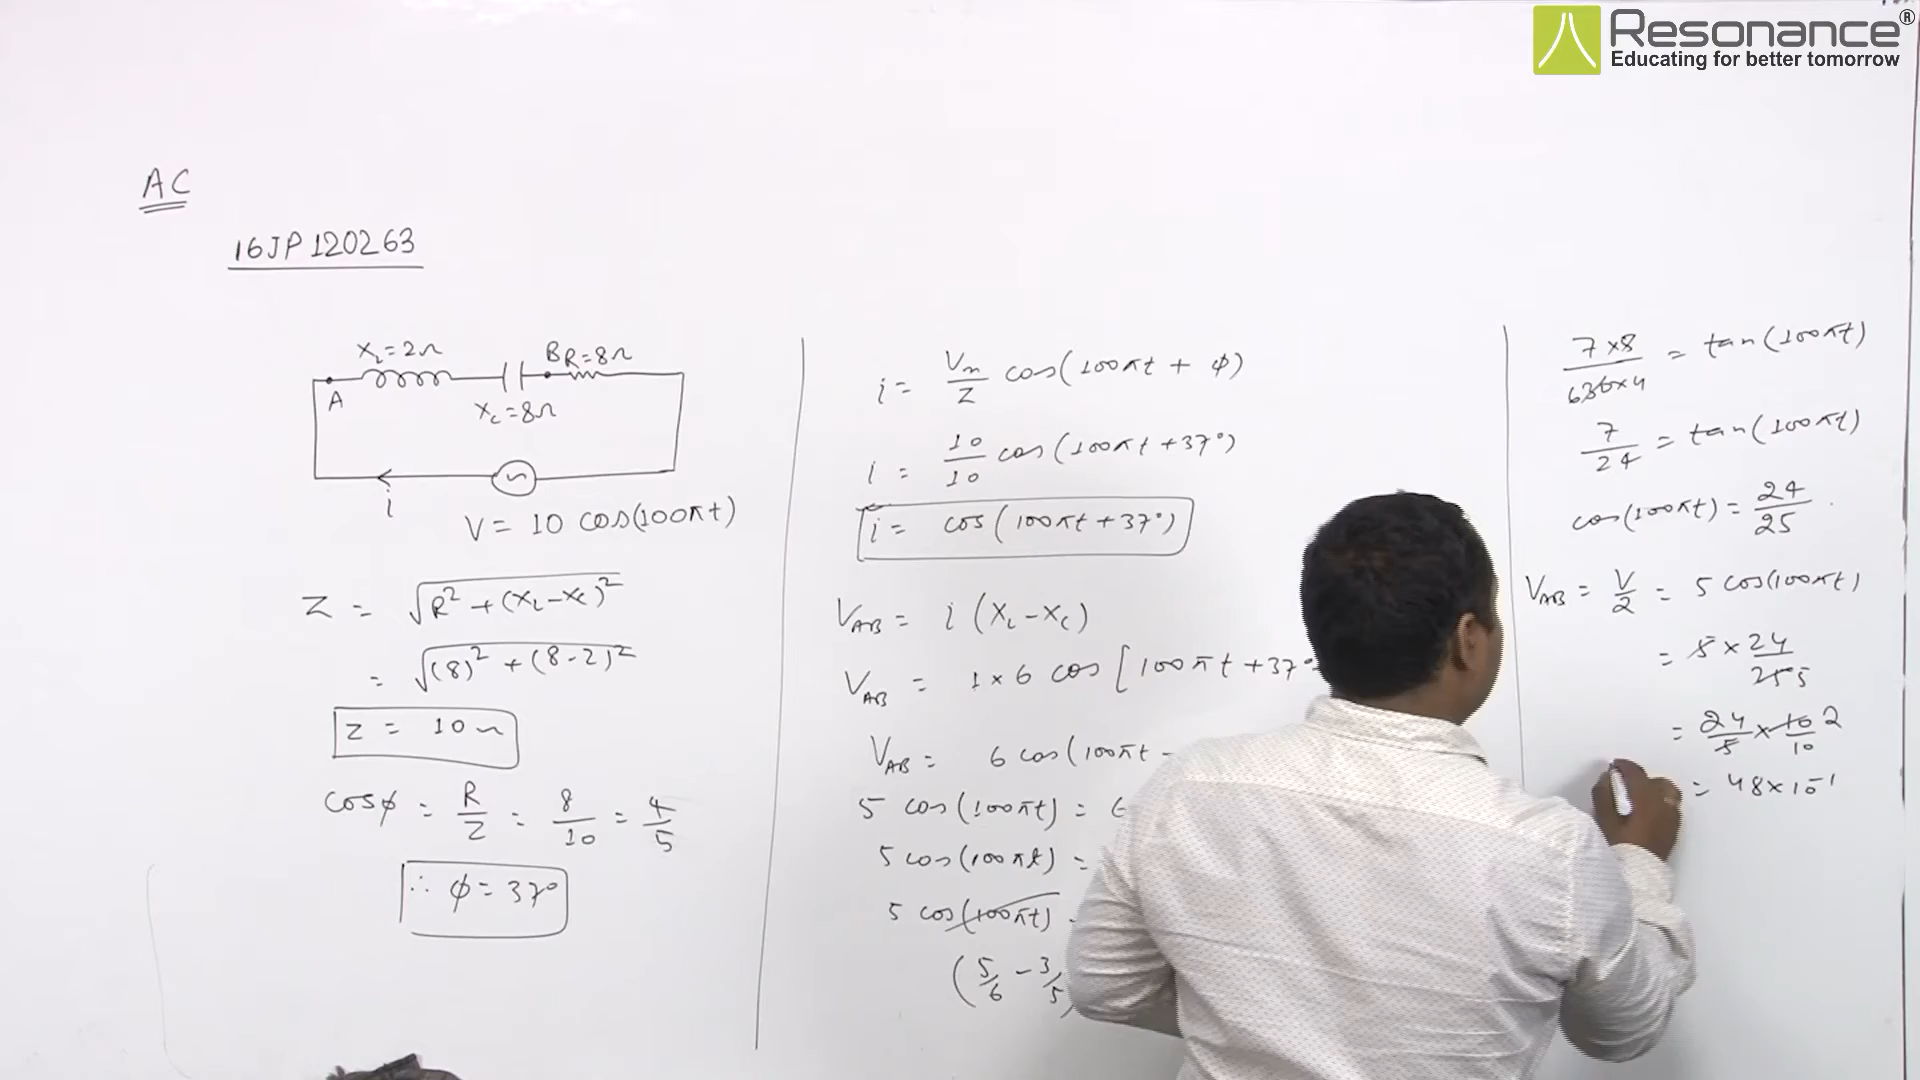 Resonance®
Educating for better tomorrow
AC
16JP120263
X_L=2Ω
B R=8Ω
A
X_C=8Ω
i
V = 10 cos(100πt)
Z = √(R² + (X_L-X_C)²)
= √((8)² + (8-2)²)
Z = 10Ω
cosϕ = R/Z = 8/10 = 4/5
∴ ϕ = 37°
i = V_m/Z cos(100πt + ϕ)
i = 10/10 cos(100πt +37°)
i = cos(100πt+37°)
V_AB = i (X_L-X_C)
V_AB = 1×6 cos[100πt +37°
V_AB = 6 cos(100πt -
5 cos(100πt) =
5 cos(100πt) =
5 cos(100πt)
(5/6 - 3/5)
7×8/ = tan(100πt)
7/24 = tan(100πt)
cos(100πt) = 24/25
V_AB = V/2 = 5 cos(100πt)
= 5 × 24/25 5
= 24/5 × 10/10 2
= 48×10⁻¹